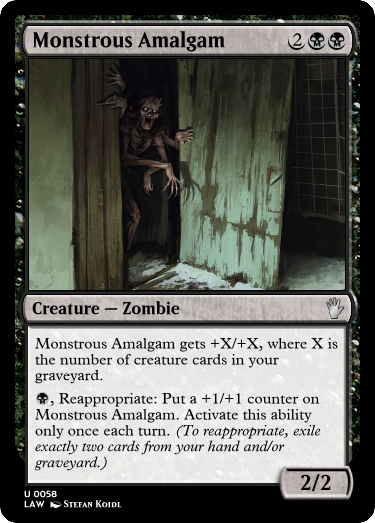 Monstrous Amalgam 2
Creature — Zombie
Monstrous Amalgam gets +X/+X, where X is
the number of creature cards in your
graveyard.
, Reappropriate: Put a +1/+1 counter on
Monstrous Amalgam. Activate this ability
only once each turn. (To reappropriate, exile
exactly two cards from your hand and/or
graveyard.)
2/2
U 0058
LAW Stefan Koidl